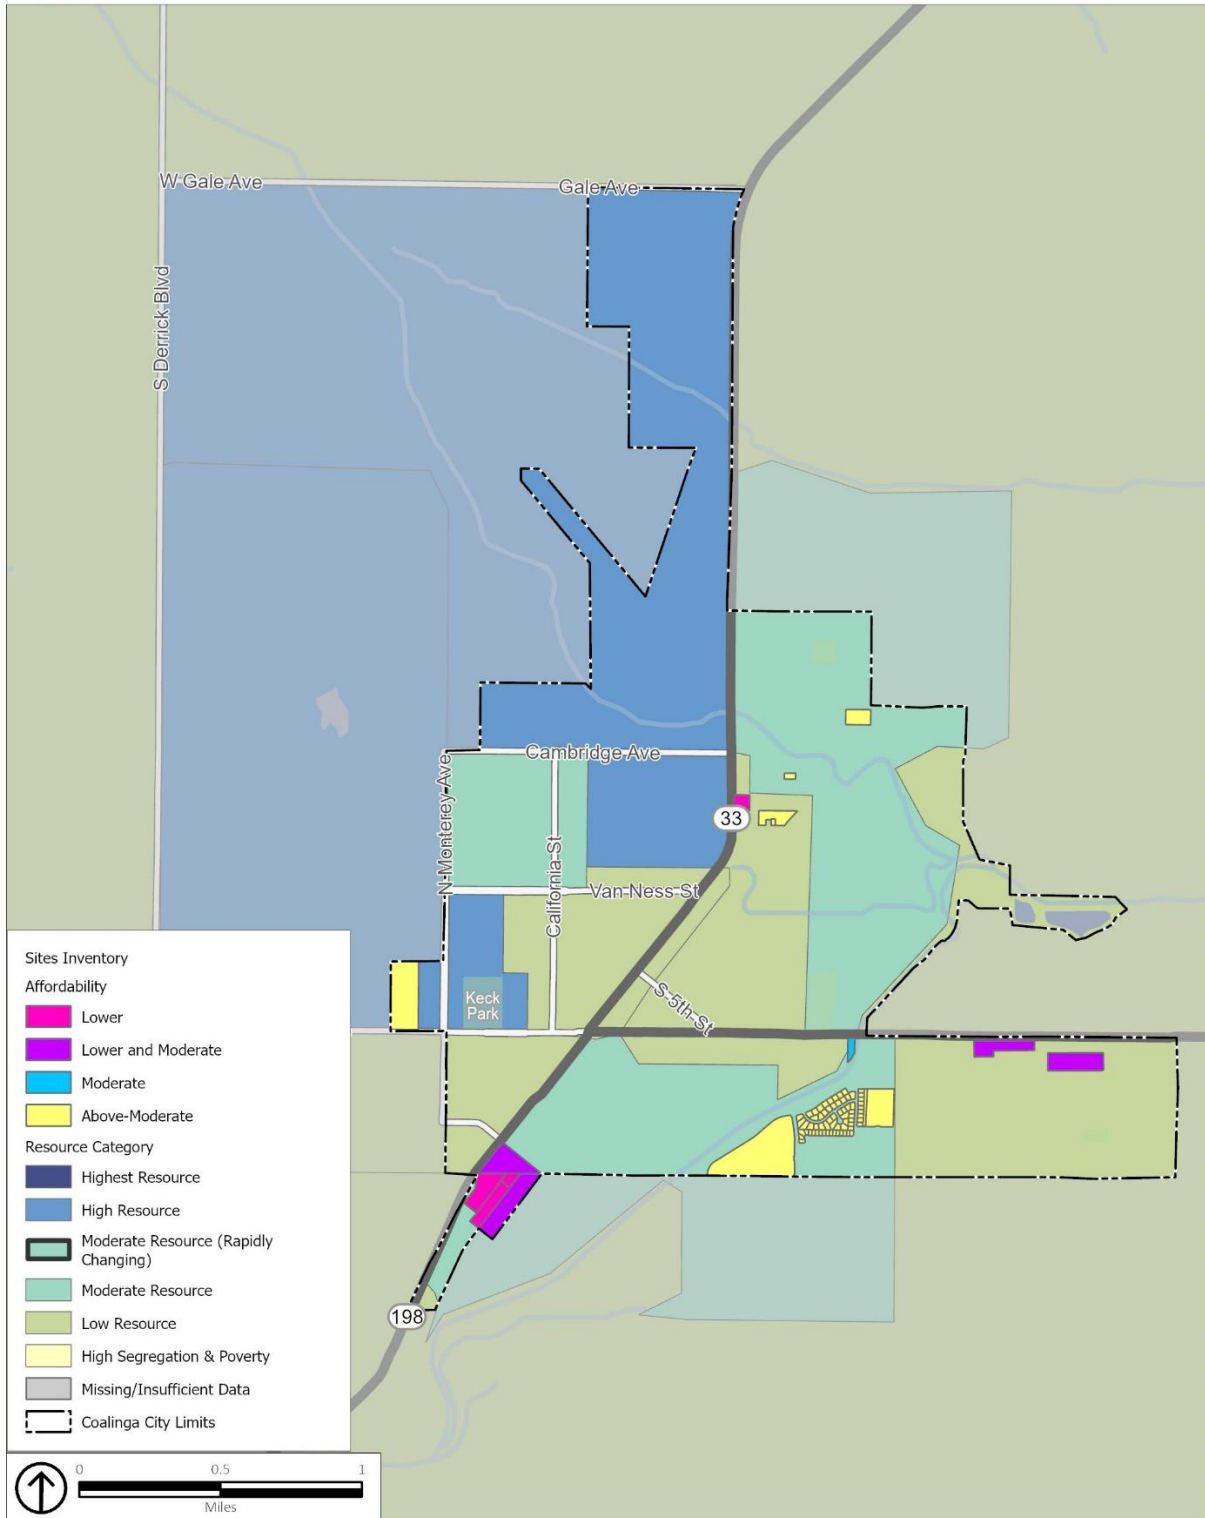 W Gale Ave
Gale Ave
S Derrick Blvd
Cambridge Ave
N Monterey Ave
33
California St
Van Ness St
Keck
Park
S 5th St
198
Sites Inventory
Affordability
Lower
Lower and Moderate
Moderate
Above-Moderate
Resource Category
Highest Resource
High Resource
Moderate Resource (Rapidly
Changing)
Moderate Resource
Low Resource
High Segregation & Poverty
Missing/Insufficient Data
Coalinga City Limits
0 0.5 1
Miles